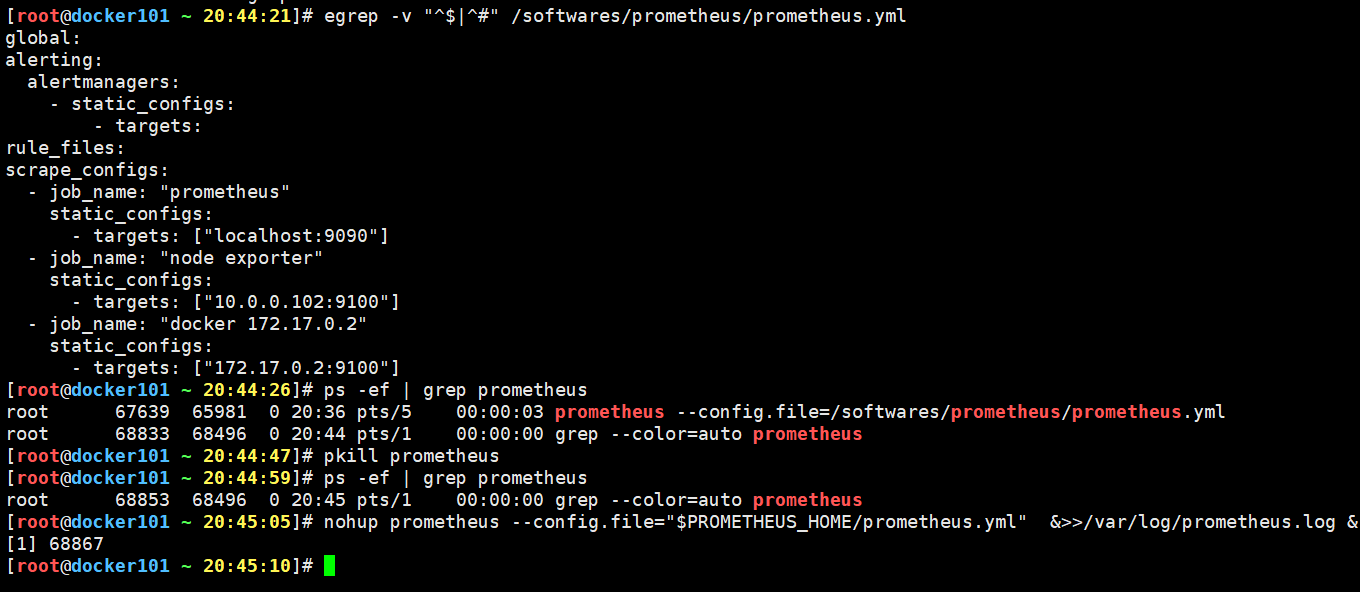 [root@docker101 ~ 20:44:21]# egrep -v "^$|^#" /softwares/prometheus/prometheus.yml
global:
alerting:
  alertmanagers:
    - static_configs:
        - targets:
rule_files:
scrape_configs:
  - job_name: "prometheus"
    static_configs:
      - targets: ["localhost:9090"]
  - job_name: "node exporter"
    static_configs:
      - targets: ["10.0.0.102:9100"]
  - job_name: "docker 172.17.0.2"
    static_configs:
      - targets: ["172.17.0.2:9100"]
[root@docker101 ~ 20:44:26]# ps -ef | grep prometheus
root      67639  65981  0 20:36 pts/5    00:00:03 prometheus --config.file=/softwares/prometheus/prometheus.yml
root      68833  68496  0 20:44 pts/1    00:00:00 grep --color=auto prometheus
[root@docker101 ~ 20:44:47]# pkill prometheus
[root@docker101 ~ 20:44:59]# ps -ef | grep prometheus
root      68853  68496  0 20:45 pts/1    00:00:00 grep --color=auto prometheus
[root@docker101 ~ 20:45:05]# nohup prometheus --config.file="$PROMETHEUS_HOME/prometheus.yml"  &>>/var/log/prometheus.log &
[1] 68867
[root@docker101 ~ 20:45:10]#